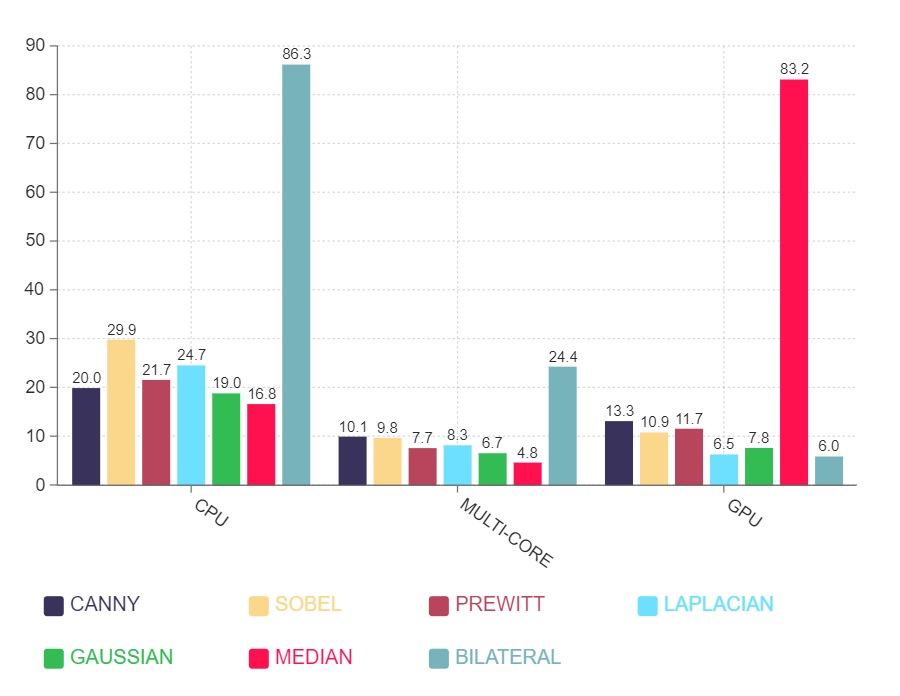 90
80
70
60
50
40
30
20
10
0
20.0 29.9 21.7 24.7 19.0 16.8 86.3
10.1 9.8 7.7 8.3 6.7 4.8 24.4
13.3 10.9 11.7 6.5 7.8 83.2 6.0
CPU MULTI-CORE GPU
CANNY SOBEL PREWITT LAPLACIAN
GAUSSIAN MEDIAN BILATERAL